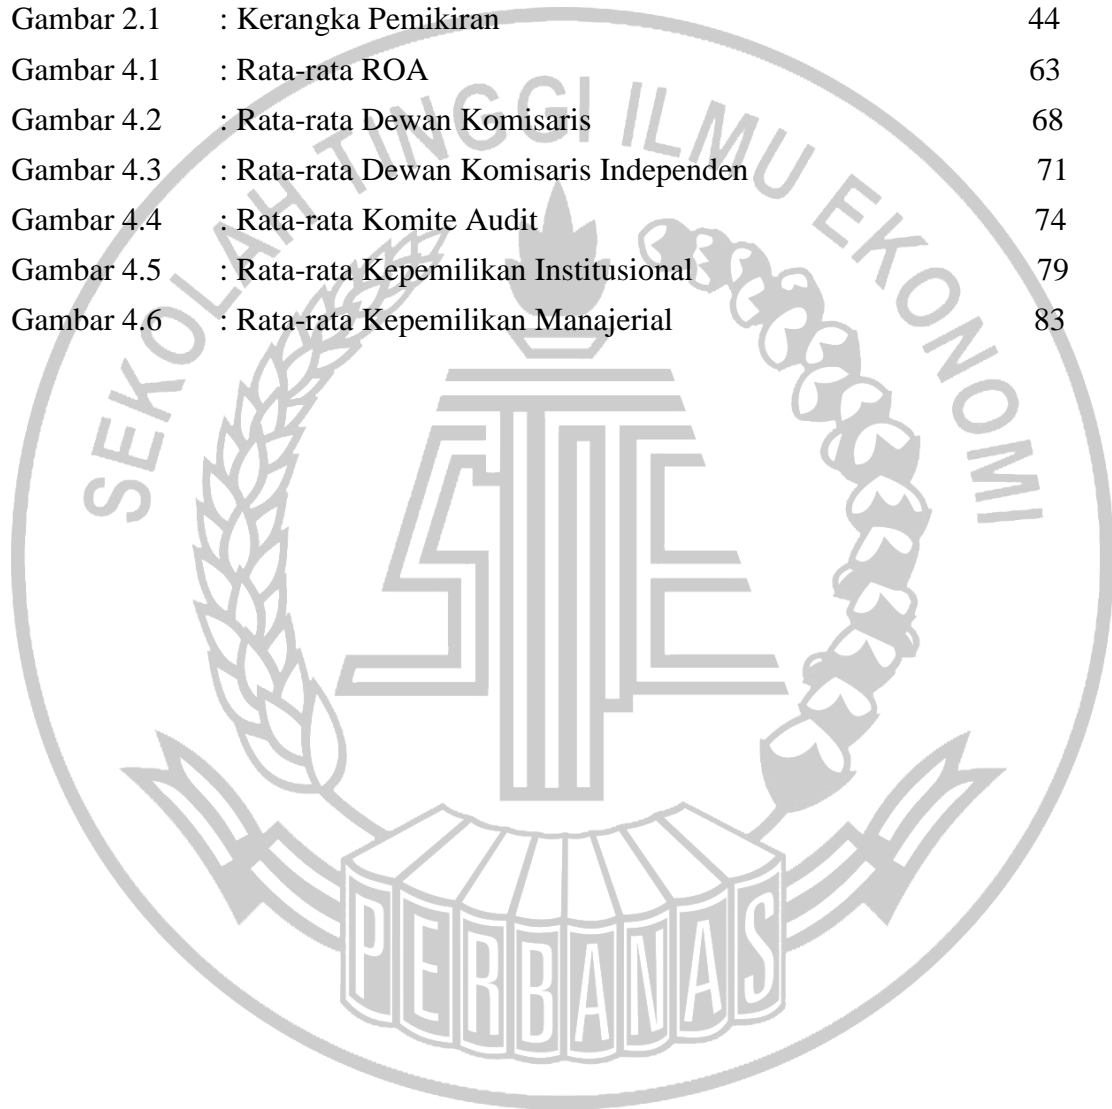 Gambar 2.1 : Kerangka Pemikiran 44
Gambar 4.1 : Rata-rata ROA 63
Gambar 4.2 : Rata-rata Dewan Komisaris 68
Gambar 4.3 : Rata-rata Dewan Komisaris Independen 71
Gambar 4.4 : Rata-rata Komite Audit 74
Gambar 4.5 : Rata-rata Kepemilikan Institusional 79
Gambar 4.6 : Rata-rata Kepemilikan Manajerial 83
SEKOLAH TINGGI ILMU EKONOMI
STIE
PERBANAS